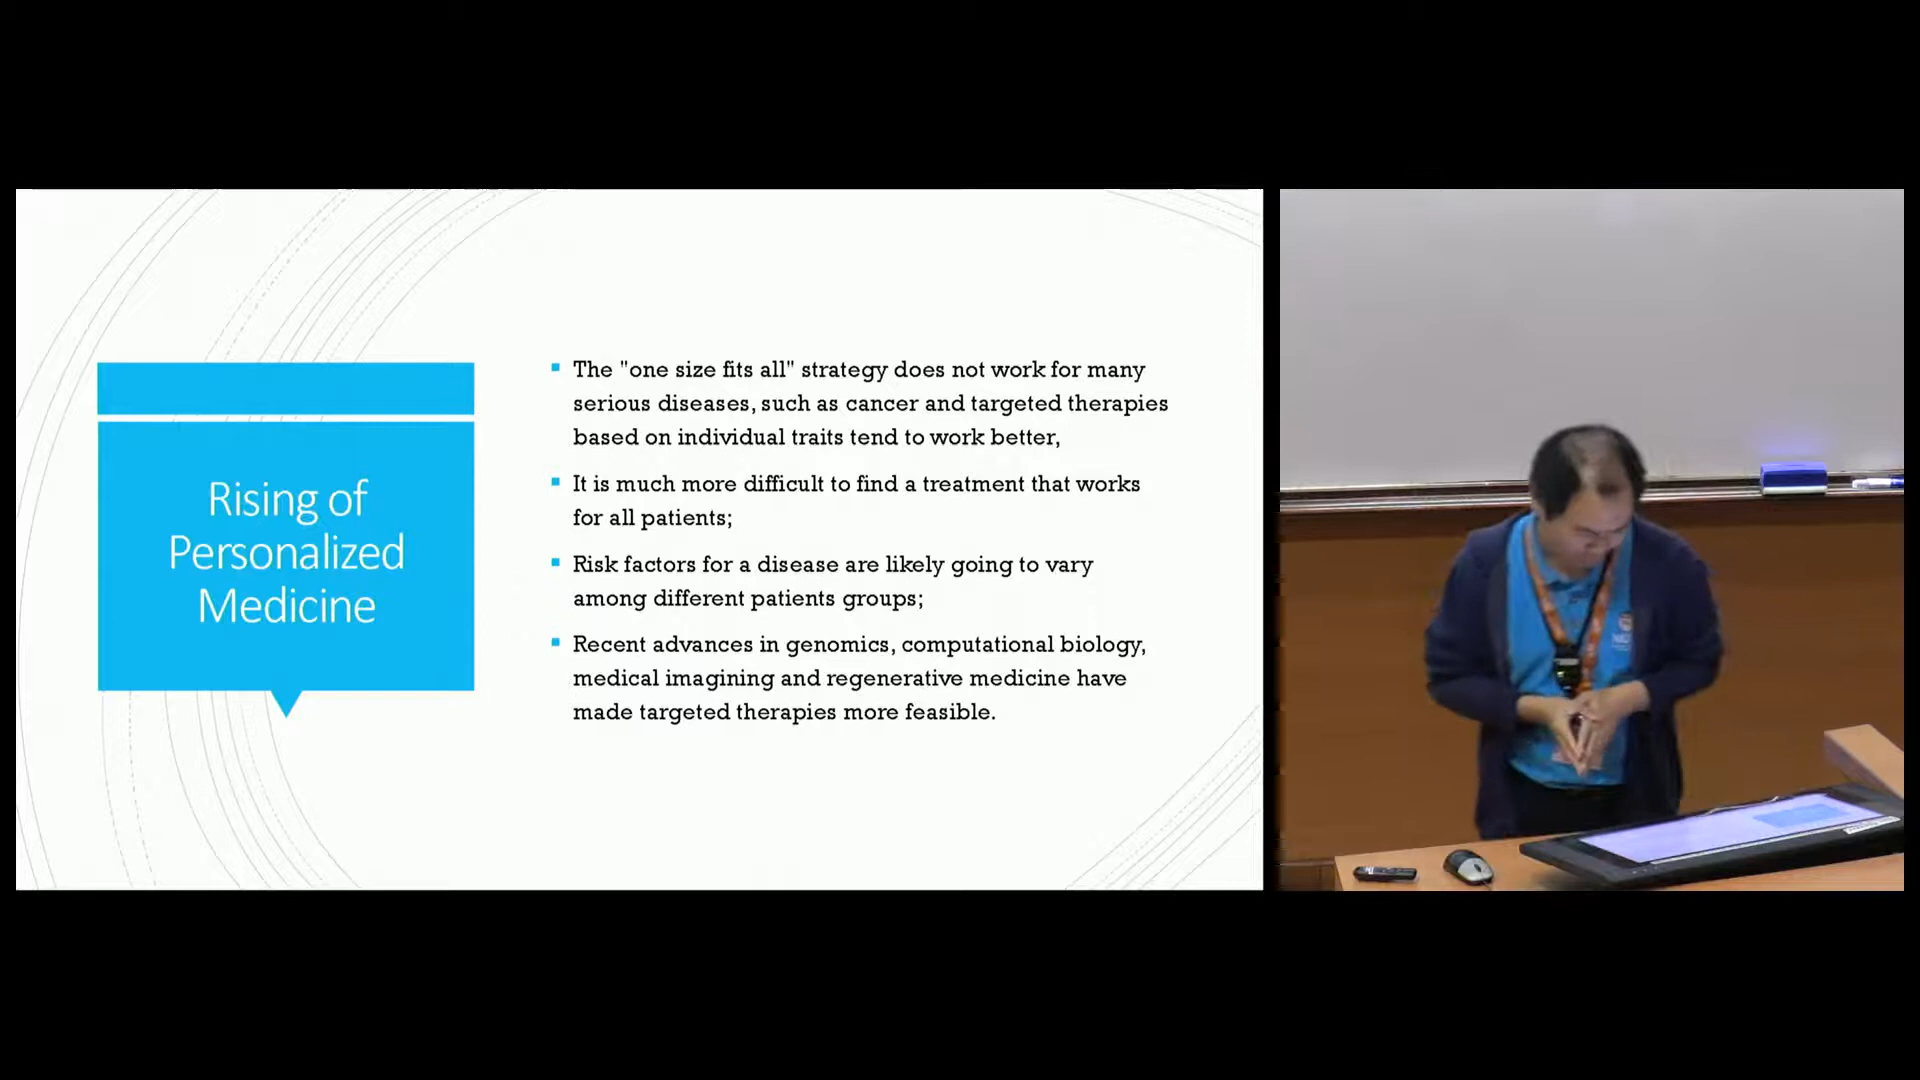 Rising of
Personalized
Medicine
The "one size fits all" strategy does not work for many
serious diseases, such as cancer and targeted therapies
based on individual traits tend to work better,
It is much more difficult to find a treatment that works
for all patients;
Risk factors for a disease are likely going to vary
among different patients groups;
Recent advances in genomics, computational biology,
medical imagining and regenerative medicine have
made targeted therapies more feasible.